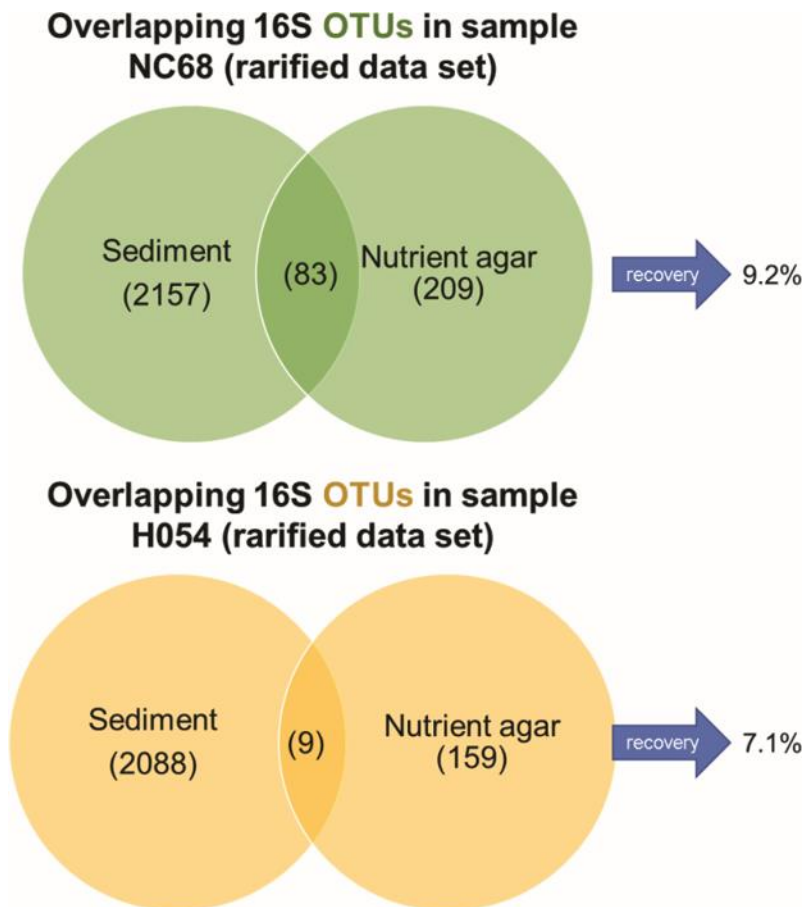 Overlapping 16S OTUs in sample
NC68 (rarified data set)
Sediment
(2157)
(83)
Nutrient agar
(209)
recovery
9.2%
Overlapping 16S OTUs in sample
H054 (rarified data set)
Sediment
(2088)
(9)
Nutrient agar
(159)
recovery
7.1%